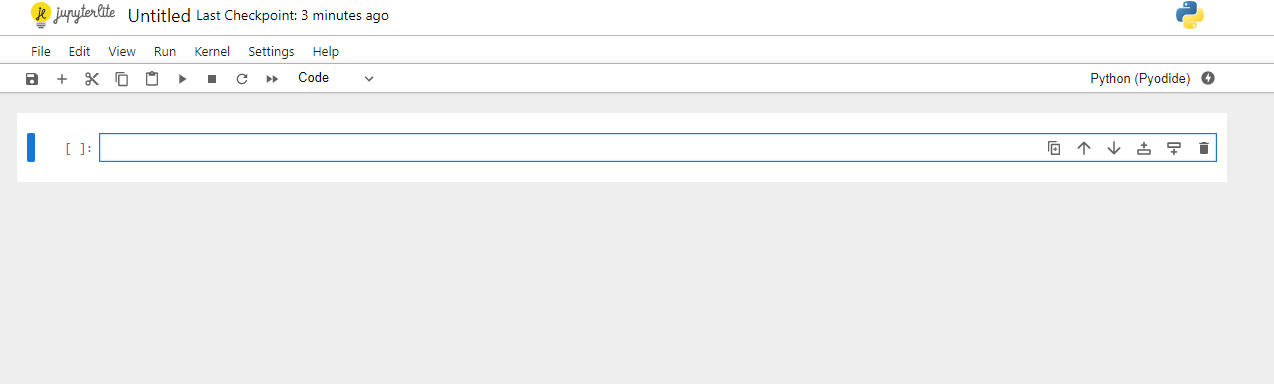 jupyterlite Untitled Last Checkpoint: 3 minutes ago
File Edit View Run Kernel Settings Help
Code Python (Pyodide)
[ ]: